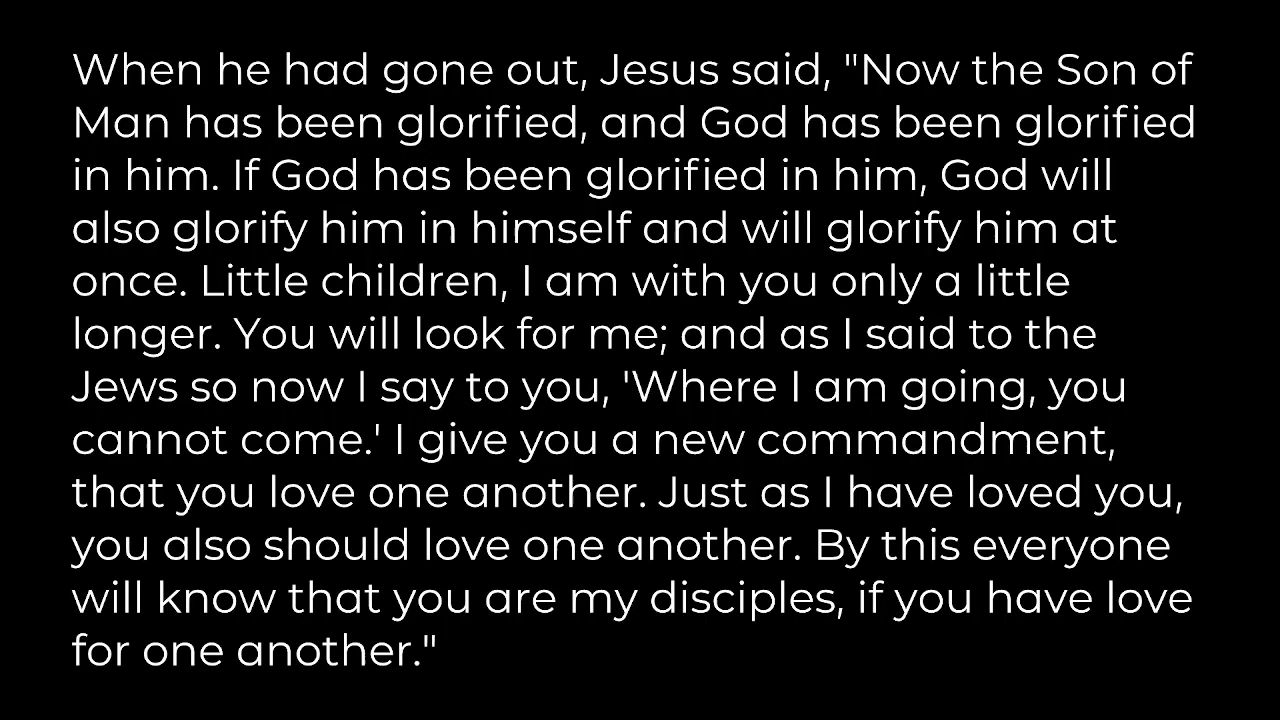 When he had gone out, Jesus said, "Now the Son of
Man has been glorified, and God has been glorified
in him. If God has been glorified in him, God will
also glorify him in himself and will glorify him at
once. Little children, I am with you only a little
longer. You will look for me; and as I said to the
Jews so now I say to you, 'Where I am going, you
cannot come.' I give you a new commandment,
that you love one another. Just as I have loved you,
you also should love one another. By this everyone
will know that you are my disciples, if you have love
for one another."